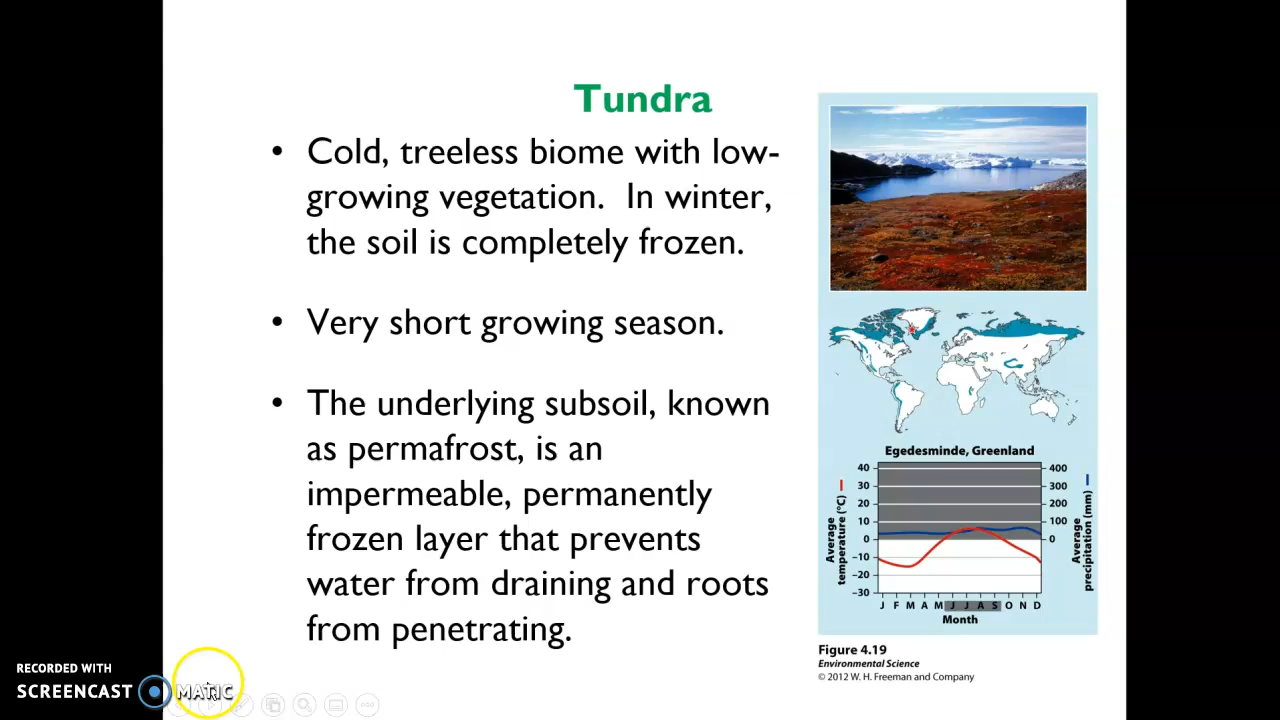 Tundra
• Cold, treeless biome with low-
growing vegetation.  In winter,
the soil is completely frozen.
• Very short growing season.
• The underlying subsoil, known
as permafrost, is an
impermeable, permanently
frozen layer that prevents
water from draining and roots
from penetrating.
Egedesminde, Greenland
Average
temperature (°C)
40
30
20
10
0
–10
–20
–30
400
300
200
100
0
Average
precipitation (mm)
J F M A M J J A S O N D
Month
Figure 4.19
Environmental Science
© 2012 W. H. Freeman and Company
RECORDED WITH
SCREENCAST MATIC